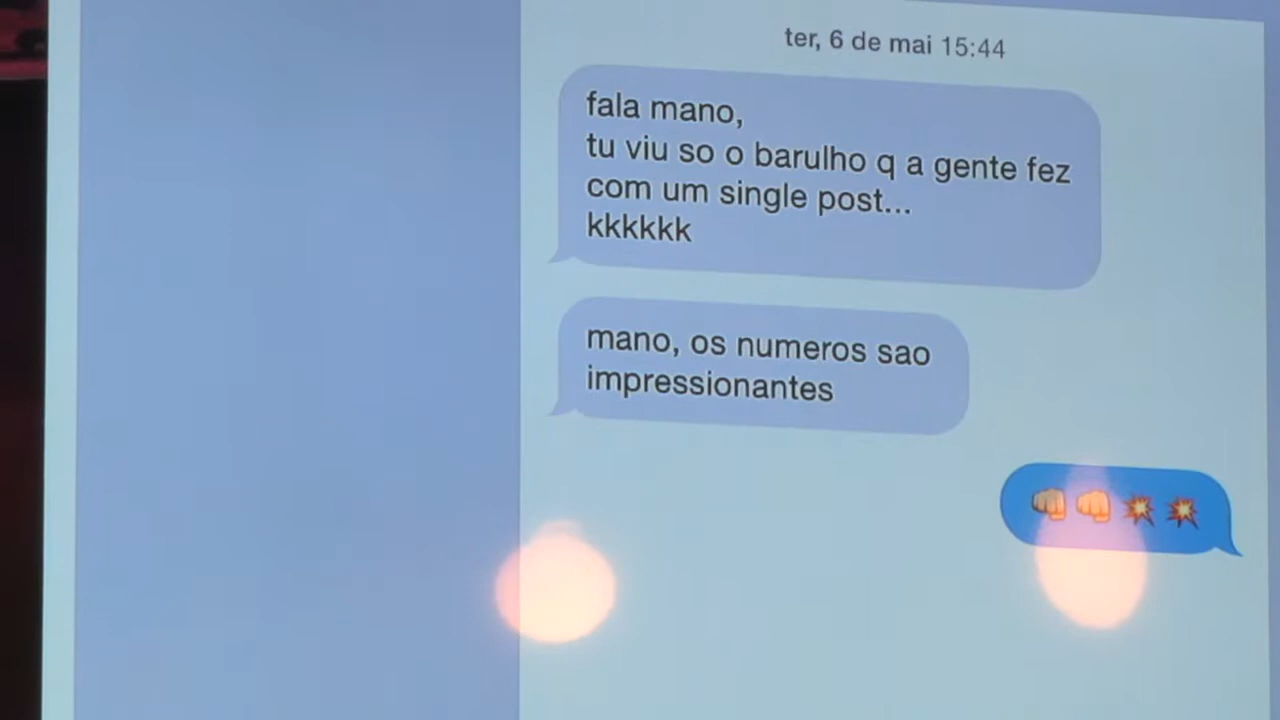 ter, 6 de mai 15:44
fala mano,
tu viu so o barulho q a gente fez
com um single post...
kkkkkk
mano, os numeros sao
impressionantes
👊👊💥💥